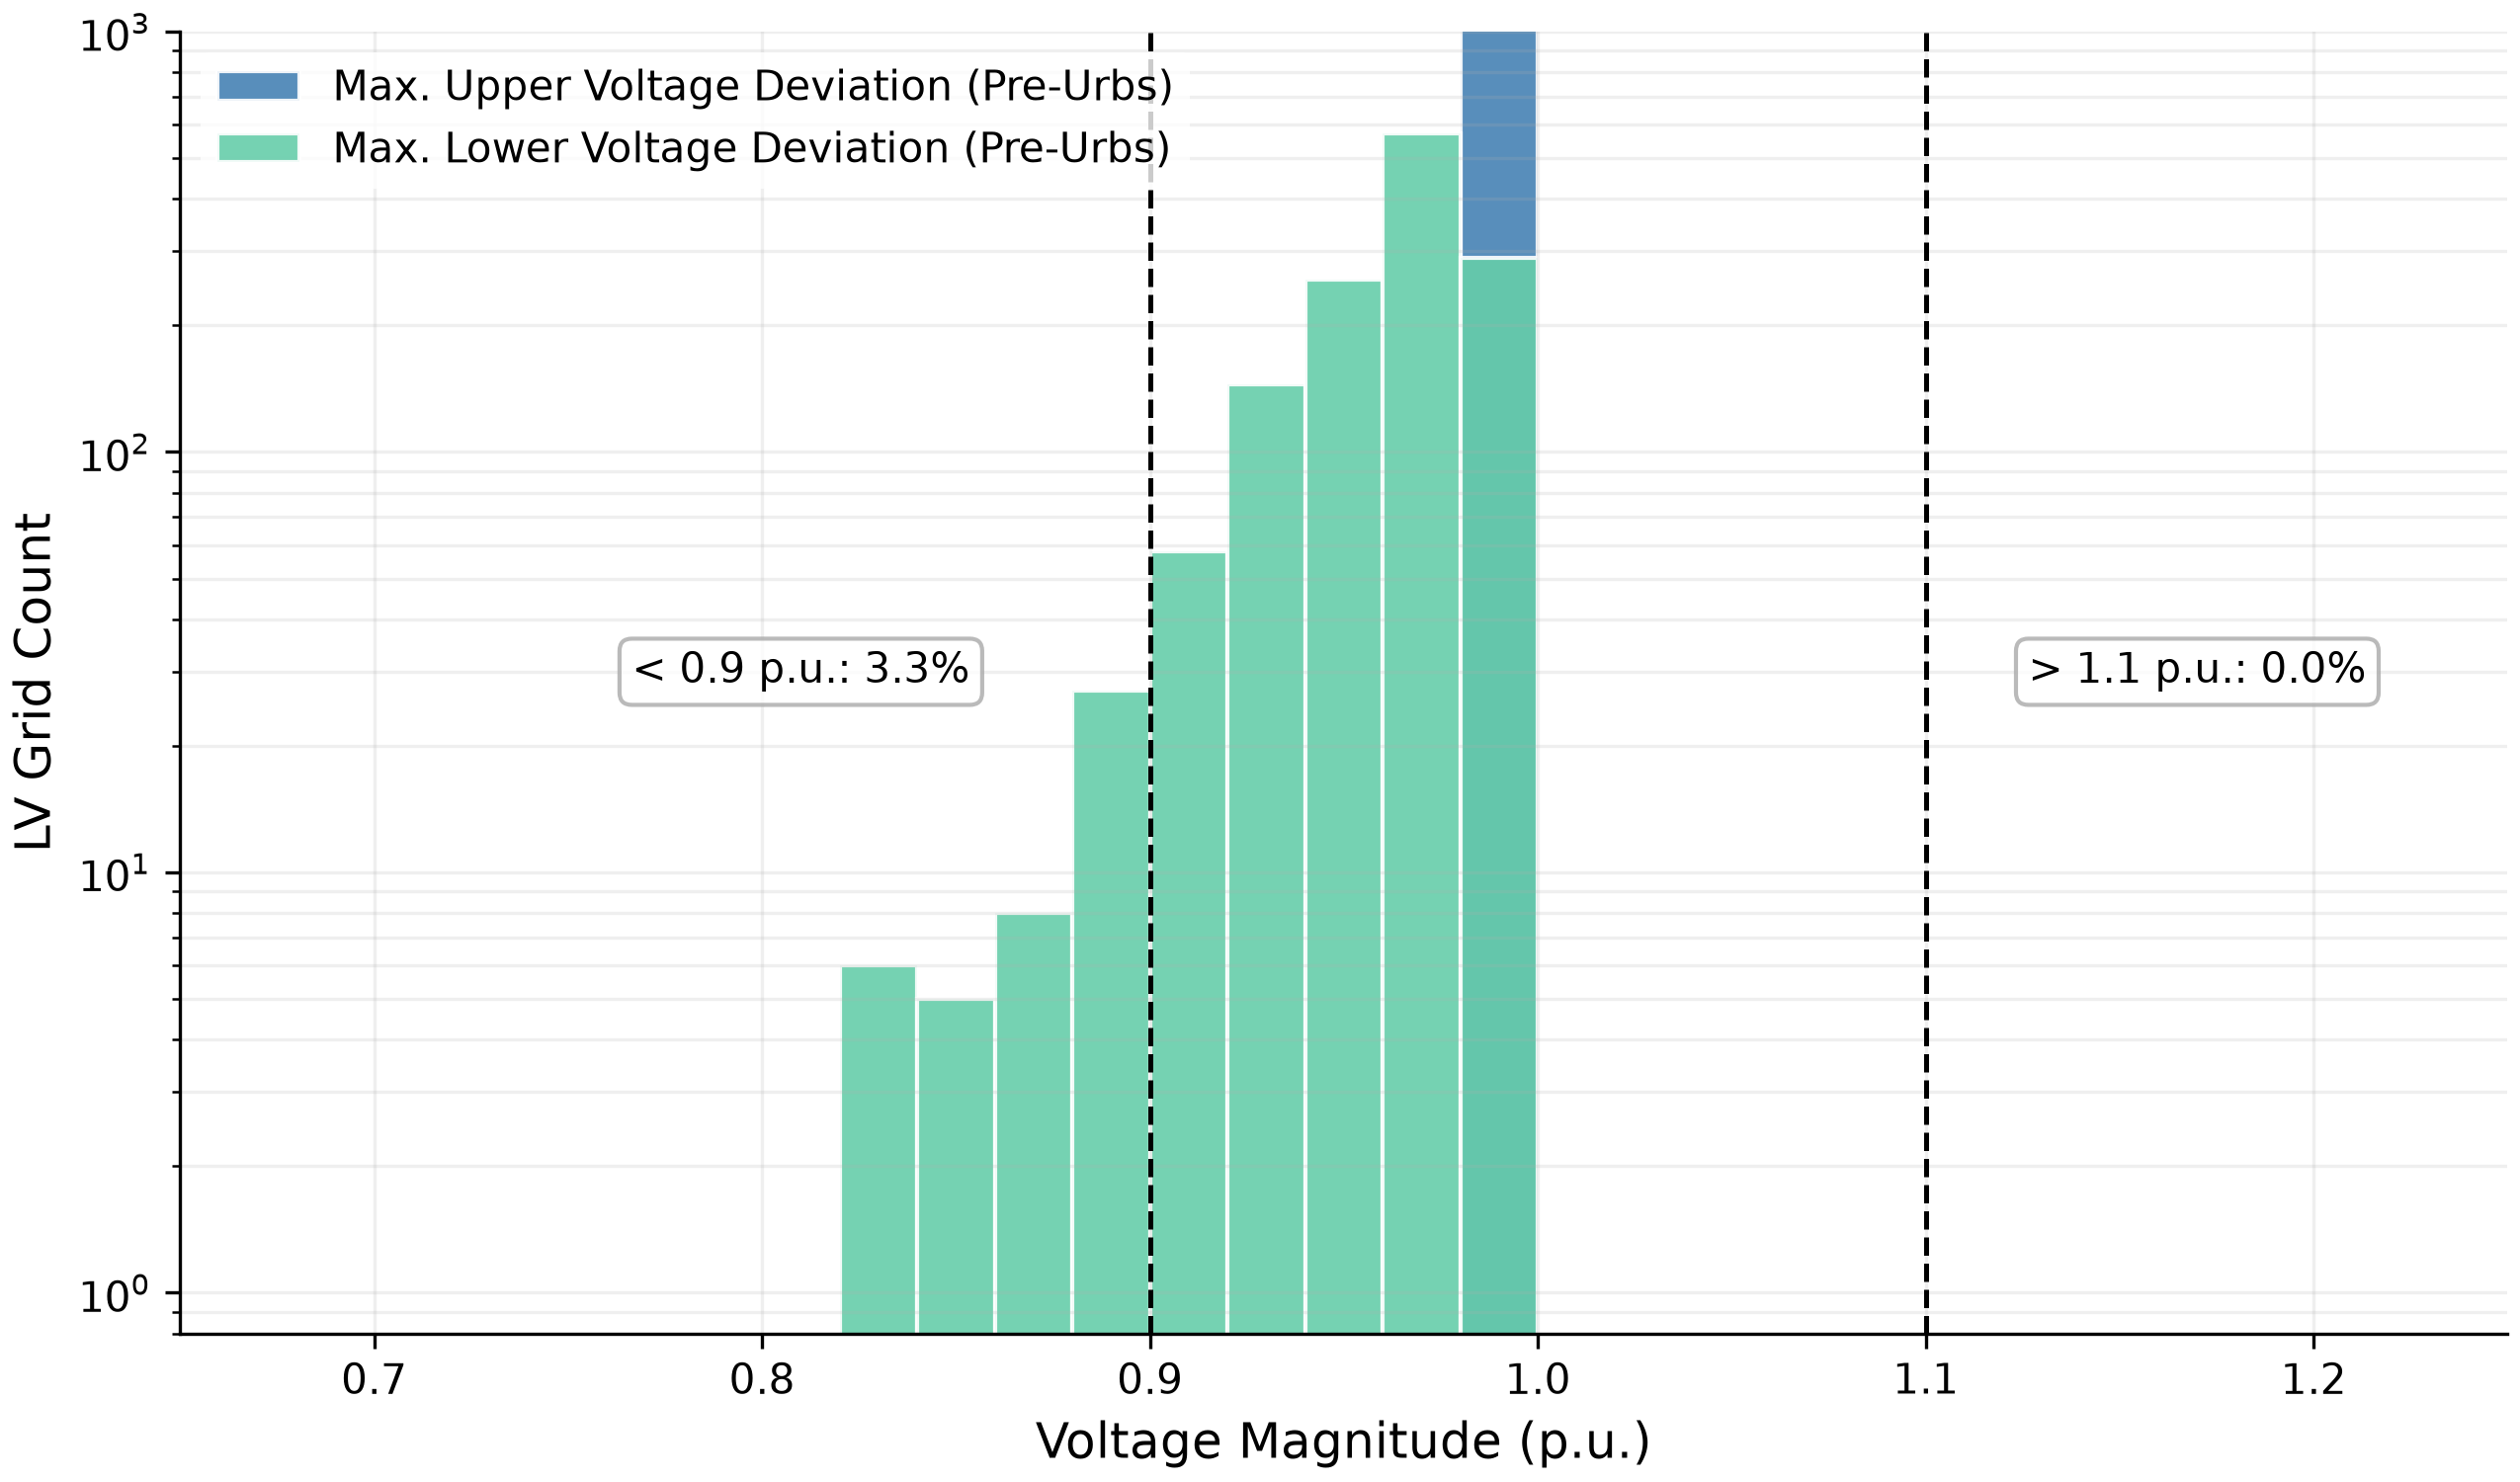 Max. Upper Voltage Deviation (Pre-Urbs)
Max. Lower Voltage Deviation (Pre-Urbs)
10³
10²
10¹
10⁰
LV Grid Count
< 0.9 p.u.: 3.3%
> 1.1 p.u.: 0.0%
0.7 0.8 0.9 1.0 1.1 1.2
Voltage Magnitude (p.u.)